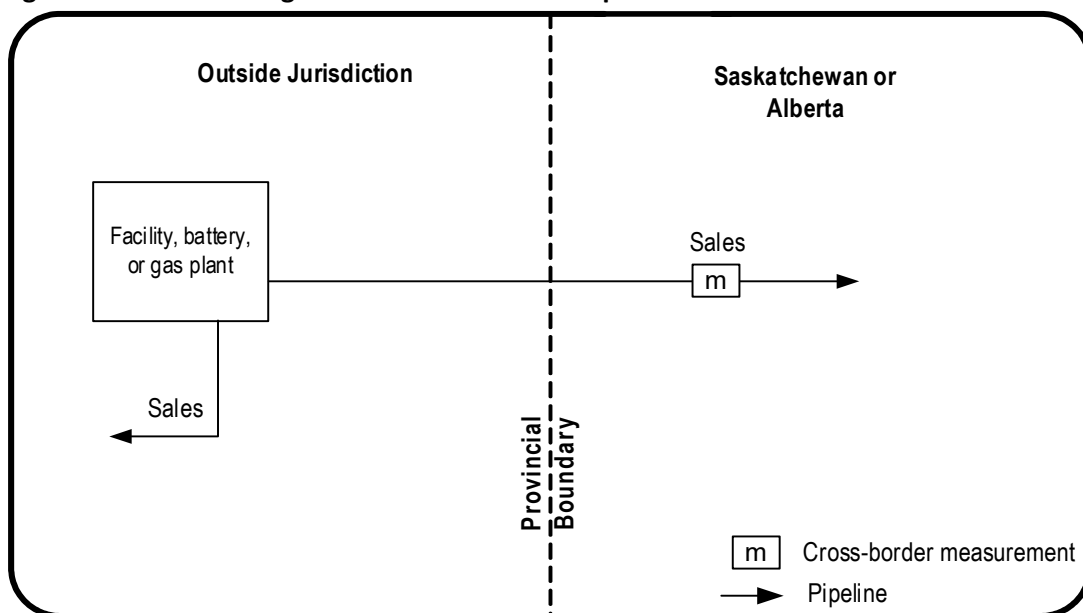 Outside Jurisdiction
Saskatchewan or
Alberta
Facility, battery,
or gas plant
Sales
m
Sales
Provincial
Boundary
m Cross-border measurement
Pipeline